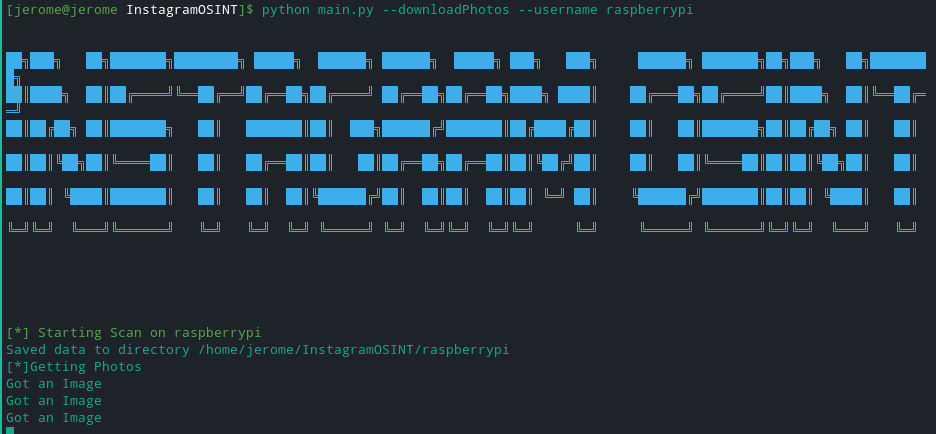 [jerome@jerome InstagramOSINT]$ python main.py --downloadPhotos --username raspberrypi
INSTAGRAM OSINT
[*] Starting Scan on raspberrypi
Saved data to directory /home/jerome/InstagramOSINT/raspberrypi
[*]Getting Photos
Got an Image
Got an Image
Got an Image